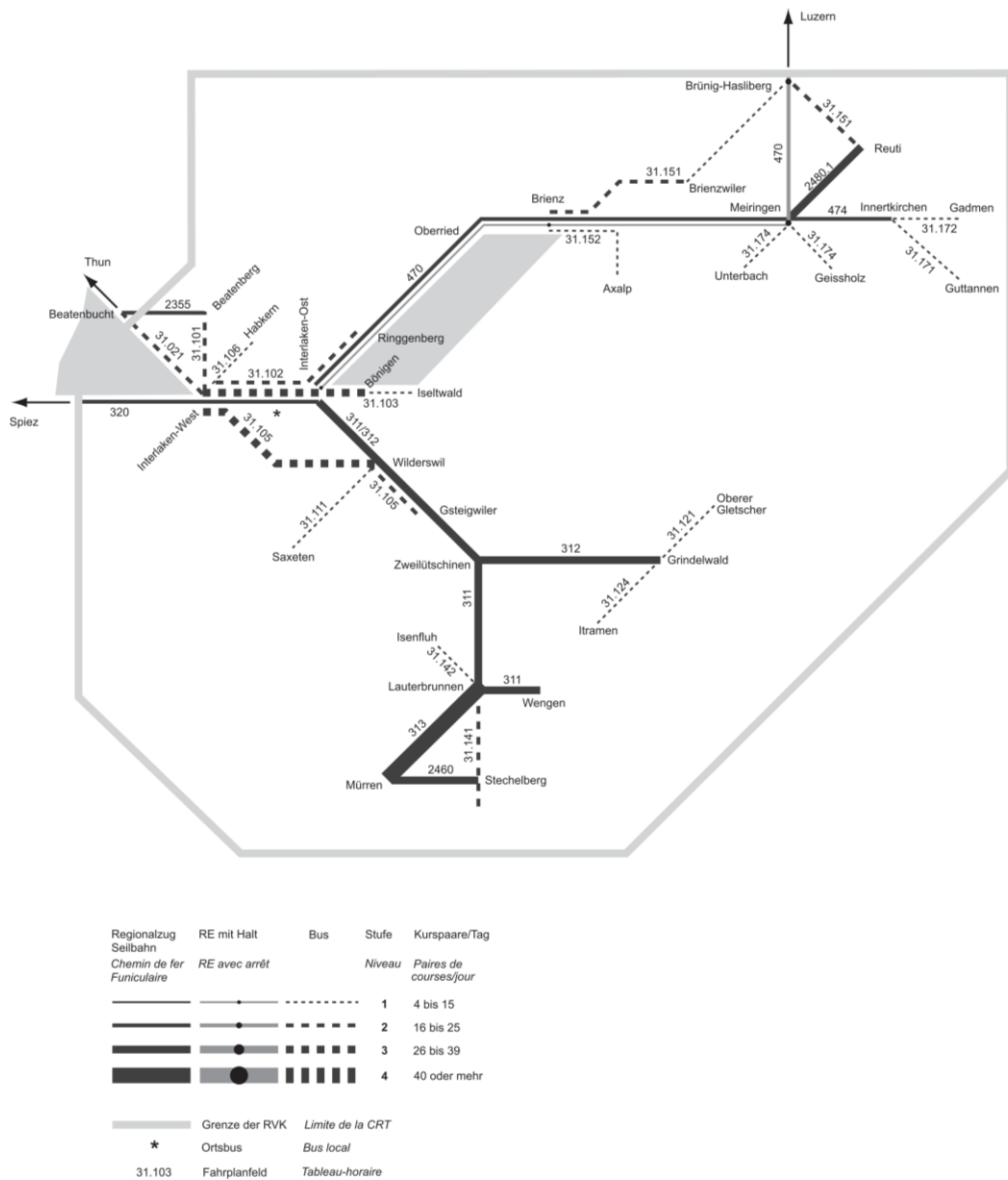 Luzern
Brünig-Hasliberg
31.151
Reuti
470
2480.1
31.151
Brienzwiler
Brienz
Meiringen
474
Innertkirchen
Gadmen
31.172
Oberried
31.152
31.174
31.174
31.171
Unterbach
Geissholz
Guttannen
Axalp
470
Thun
2355
Beatenberg
Beatenbucht
31.021
31.101
31.106
Habkern
Interlaken-Ost
Ringgenberg
31.102
Bönigen
31.103
Iseltwald
Spiez
320
*
Interlaken-West
31.105
311/312
Wilderswil
31.105
31.111
Gsteigwiler
Saxeten
Oberer
Gletscher
31.121
312
Zweilütschinen
Grindelwald
31.124
Itramen
311
Isenfluh
31.142
Lauterbrunnen
311
Wengen
313
31.141
2460
Mürren
Stechelberg
Regionalzug RE mit Halt Bus Stufe Kurspaare/Tag
Seilbahn
Chemin de fer RE avec arrêt Niveau Paires de
Funiculaire courses/jour
1 4 bis 15
2 16 bis 25
3 26 bis 39
4 40 oder mehr
Grenze der RVK Limite de la CRT
* Ortsbus Bus local
31.103 Fahrplanfeld Tableau-horaire